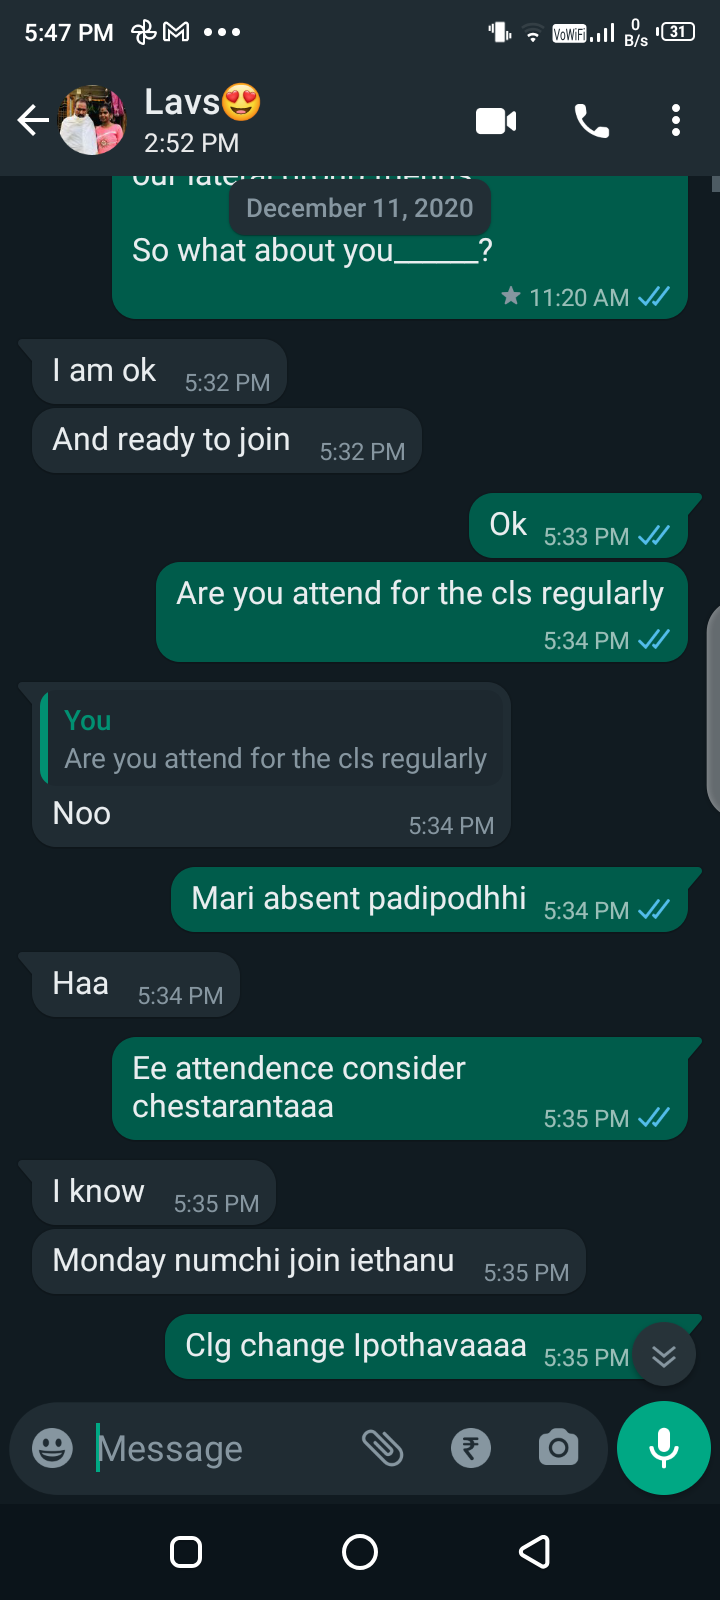 5:47 PM
VoWiFi
0
B/s
31
Lavs😍
2:52 PM
our lateral group friends
December 11, 2020
So what about you______?
11:20 AM
I am ok
5:32 PM
And ready to join
5:32 PM
Ok
5:33 PM
Are you attend for the cls regularly
5:34 PM
You
Are you attend for the cls regularly
Noo
5:34 PM
Mari absent padipodhhi
5:34 PM
Haa
5:34 PM
Ee attendence consider
chestarantaaa
5:35 PM
I know
5:35 PM
Monday numchi join iethanu
5:35 PM
Clg change Ipothavaaaa
5:35 PM
Message